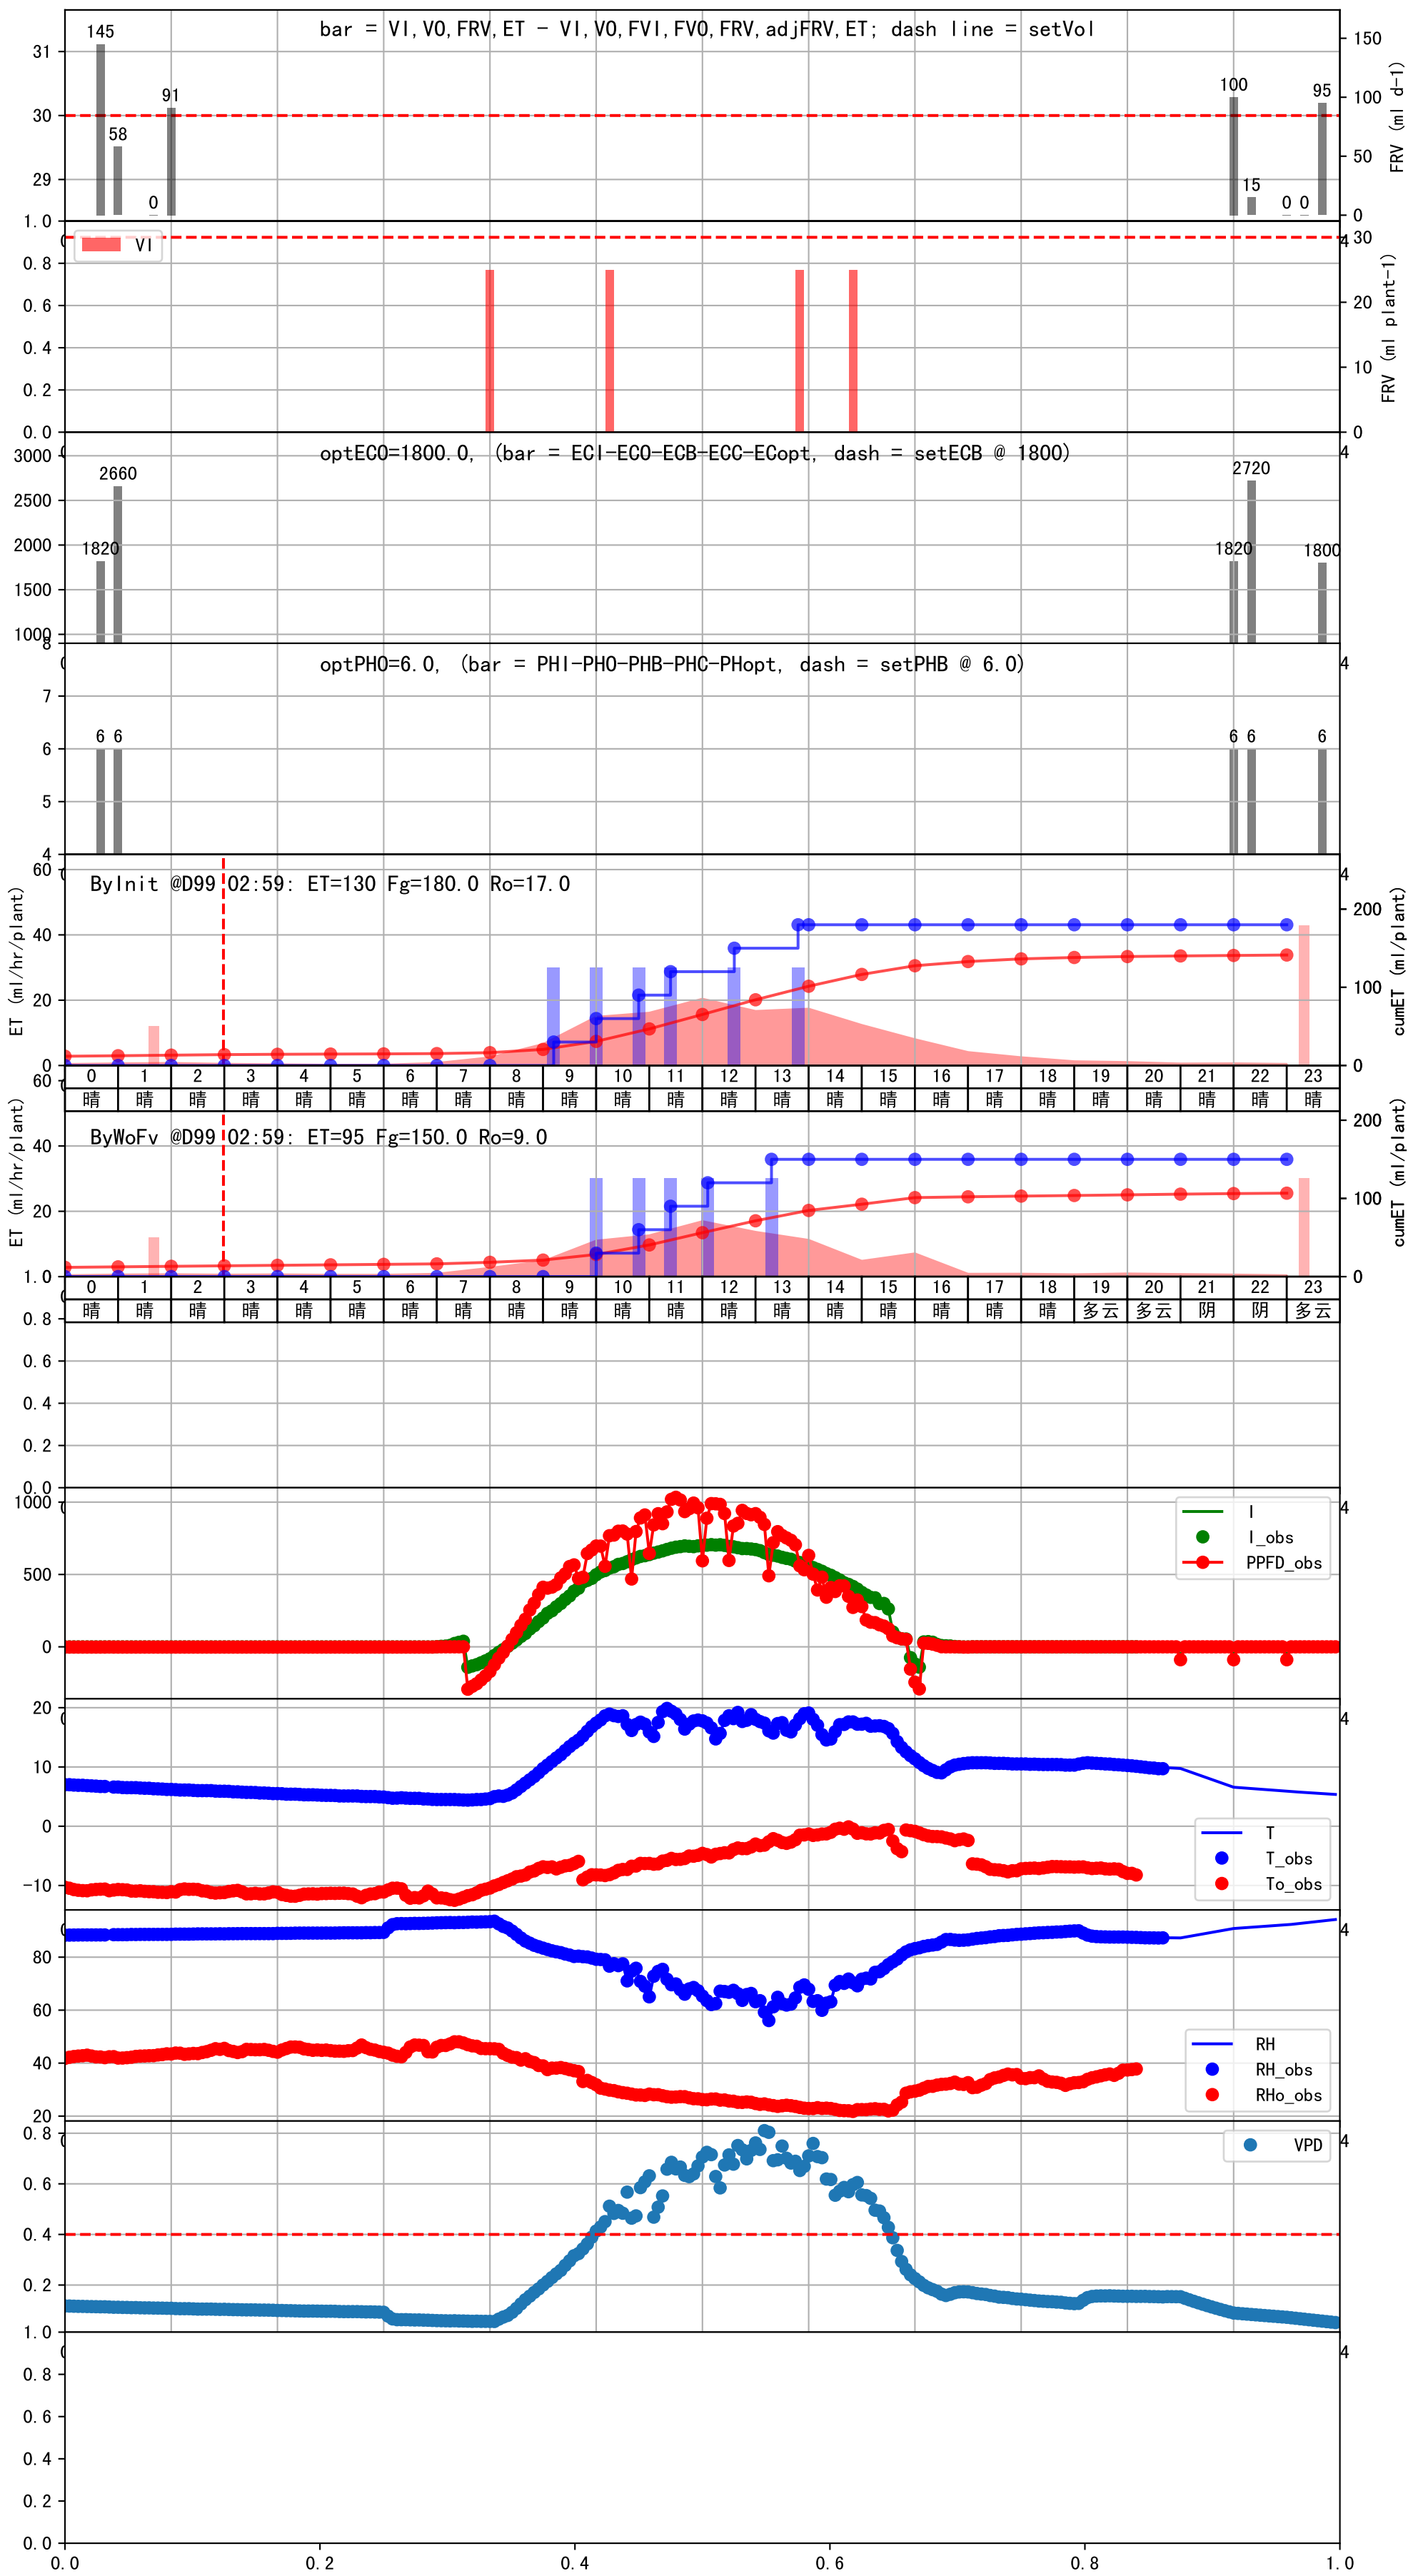 bar = VI,VO,FRV,ET - VI,VO,FVI,FVO,FRV,adjFRV,ET; dash line = setVol
145 58 0 91 100 15 0 0 95
31
30
29
150
100
50
0
FRV (ml d-1)
VI
1.0
0.8
0.6
0.4
0.2
0.0
4
30
20
10
0
FRV (ml plant-1)
optECO=1800.0, (bar = ECI-ECO-ECB-ECC-ECopt, dash = setECB @ 1800)
4
3000
2500
2000
1500
1000
1820 2660 1820 2720 1800
optPHO=6.0, (bar = PHI-PHO-PHB-PHC-PHopt, dash = setPHB @ 6.0)
4
8
7
6
5
4
6 6 6 6 6
ByInit @D99 02:59: ET=130 Fg=180.0 Ro=17.0
4
60
40
20
0
ET (ml/hr/plant)
200
100
0
cumET (ml/plant)
0 1 2 3 4 5 6 7 8 9 10 11 12 13 14 15 16 17 18 19 20 21 22 23
晴 晴 晴 晴 晴 晴 晴 晴 晴 晴 晴 晴 晴 晴 晴 晴 晴 晴 晴 晴 晴 晴 晴 晴
ByWoFv @D99 02:59: ET=95 Fg=150.0 Ro=9.0
60
40
20
ET (ml/hr/plant)
200
100
0
cumET (ml/plant)
0 1 2 3 4 5 6 7 8 9 10 11 12 13 14 15 16 17 18 19 20 21 22 23
晴 晴 晴 晴 晴 晴 晴 晴 晴 晴 晴 晴 晴 晴 晴 晴 晴 晴 晴 多云 多云 阴 阴 多云
1.0
0.8
0.6
0.4
0.2
0.0
4
1000
500
0
I
I_obs
PPFD_obs
4
20
10
0
-10
T
T_obs
To_obs
4
80
60
40
20
RH
RH_obs
RHo_obs
4
0.8
0.6
0.4
0.2
VPD
4
1.0
0.8
0.6
0.4
0.2
0.0
0.0 0.2 0.4 0.6 0.8 1.0